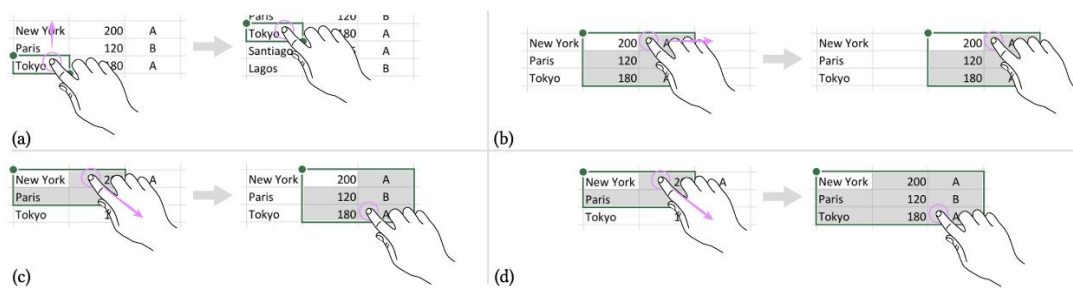 New York 200 A
Paris 120 B
Tokyo 180 A
Paris 120 B
Tokyo 180 A
Santiago A
Lagos B
(a)
New York 200 A
Paris 120
Tokyo 180
New York 200
Paris 120
Tokyo 180
(b)
New York A
Paris
Tokyo
New York 200 A
Paris 120 B
Tokyo 180 A
(c)
New York A
Paris
Tokyo
New York 200 A
Paris 120 B
Tokyo 180 A
(d)